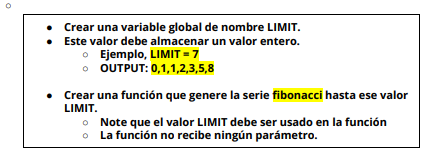 Crear una variable global de nombre LIMIT.
Este valor debe almacenar un valor entero.
Ejemplo, LIMIT = 7
OUTPUT: 0,1,1,2,3,5,8
Crear una función que genere la serie fibonacci hasta ese valor
LIMIT.
Note que el valor LIMIT debe ser usado en la función
La función no recibe ningún parámetro.